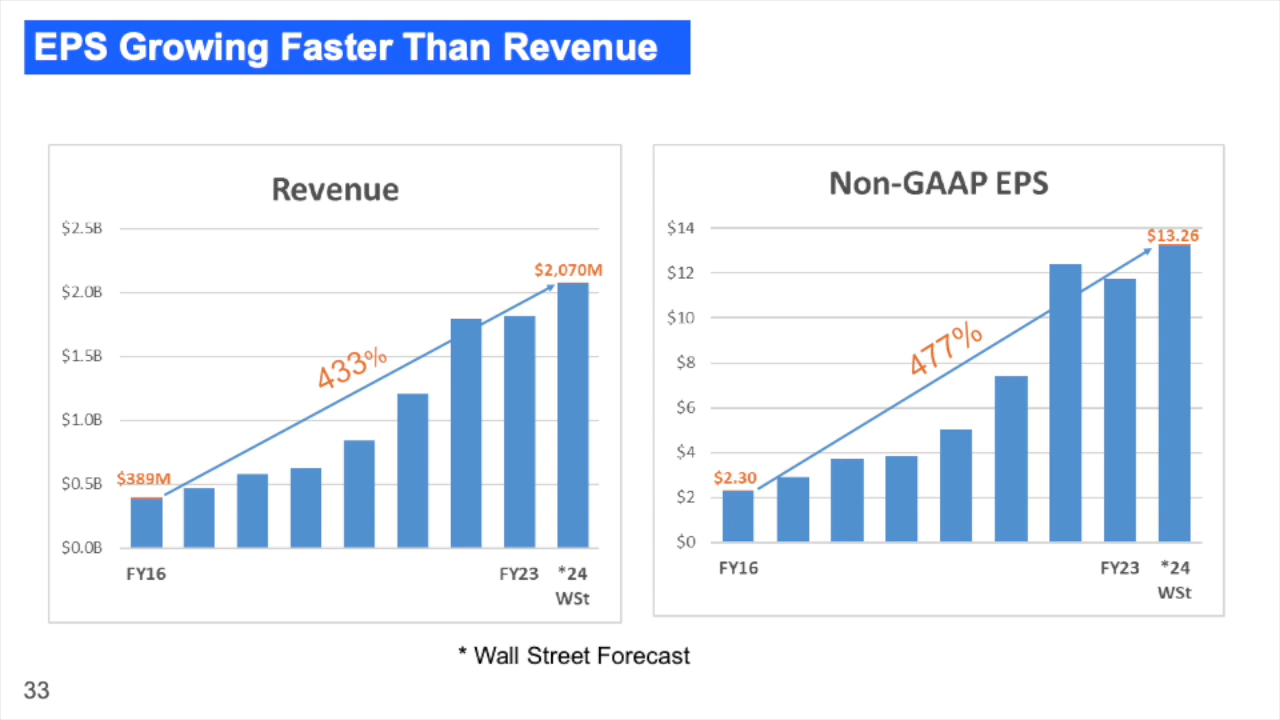 EPS Growing Faster Than Revenue
Revenue
$2.5B
$2.0B
$1.5B
$1.0B
$0.5B
$0.0B
$389M
433%
$2,070M
FY16
FY23
*24
WSt
Non-GAAP EPS
$14
$12
$10
$8
$6
$4
$2
$0
$2.30
477%
$13.26
FY16
FY23
*24
WSt
* Wall Street Forecast
33